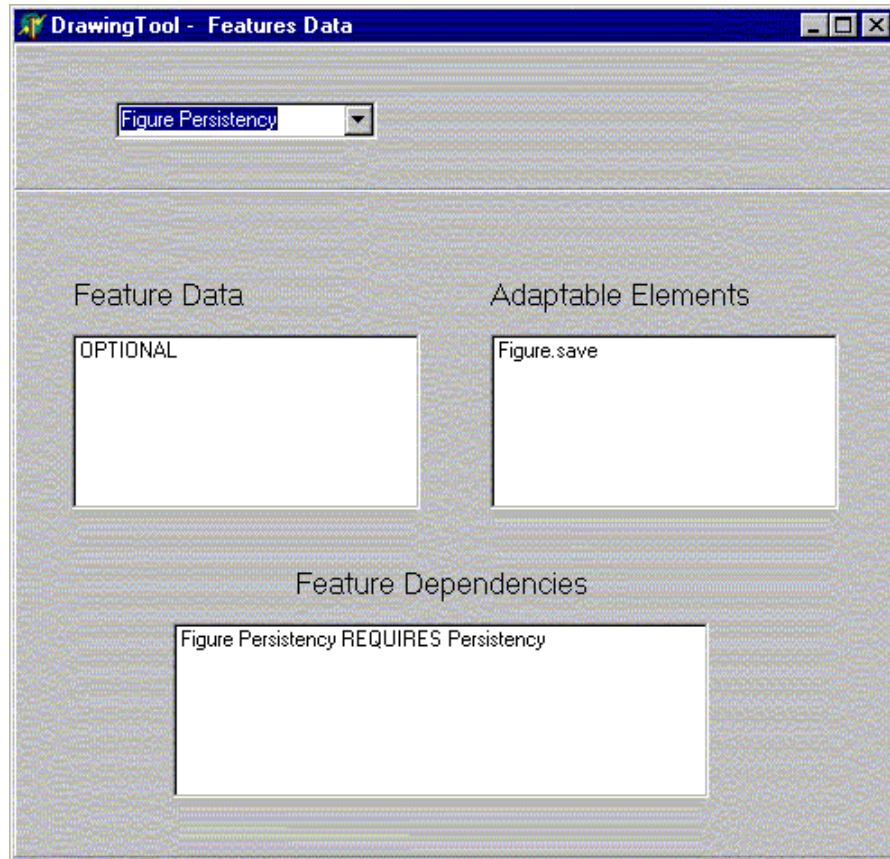 DrawingTool - Features Data
Figure Persistency
Feature Data
Adaptable Elements
OPTIONAL
Figure.save
Feature Dependencies
Figure Persistency REQUIRES Persistency